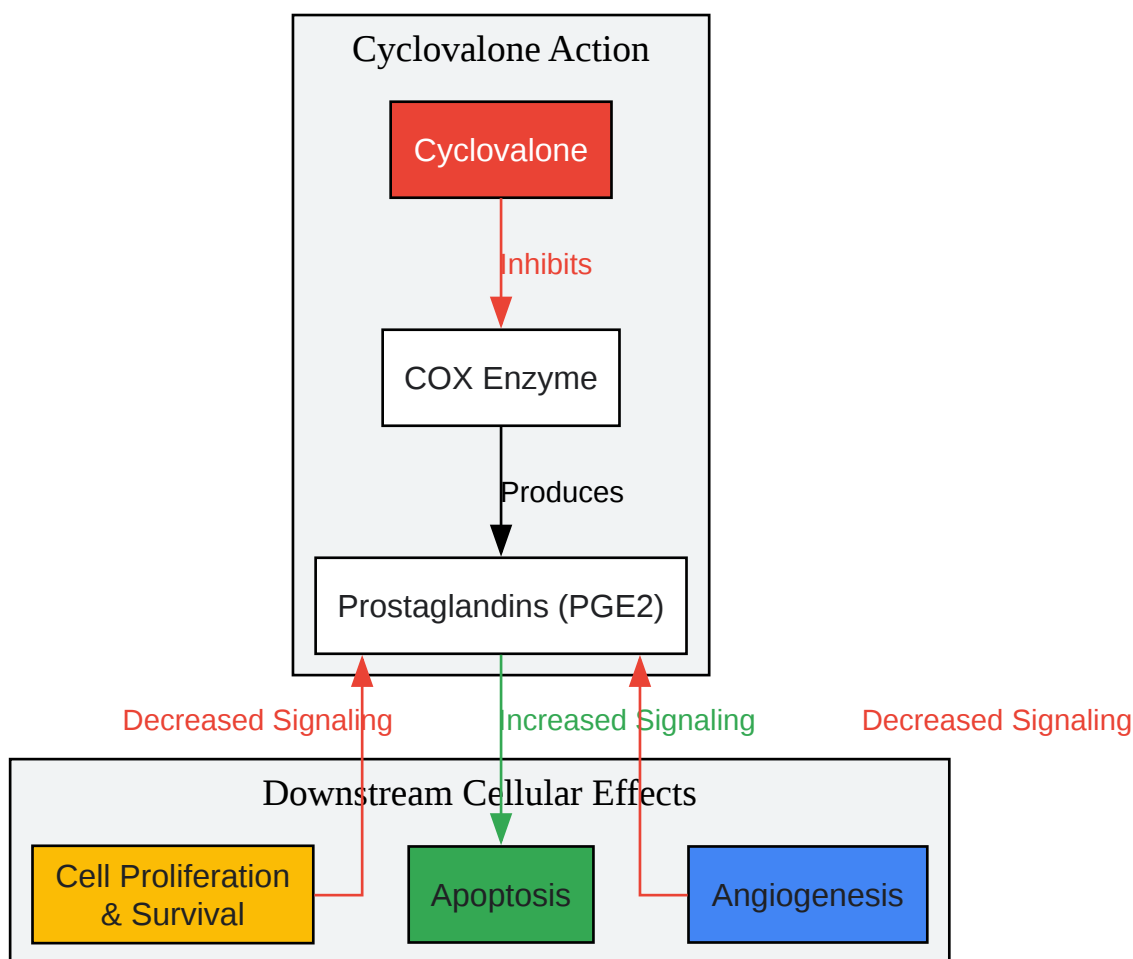 Cyclovalone Action
Cyclovalone
Inhibits
COX Enzyme
Produces
Prostaglandins (PGE2)
Decreased Signaling
Increased Signaling
Decreased Signaling
Downstream Cellular Effects
Cell Proliferation
& Survival
Apoptosis
Angiogenesis